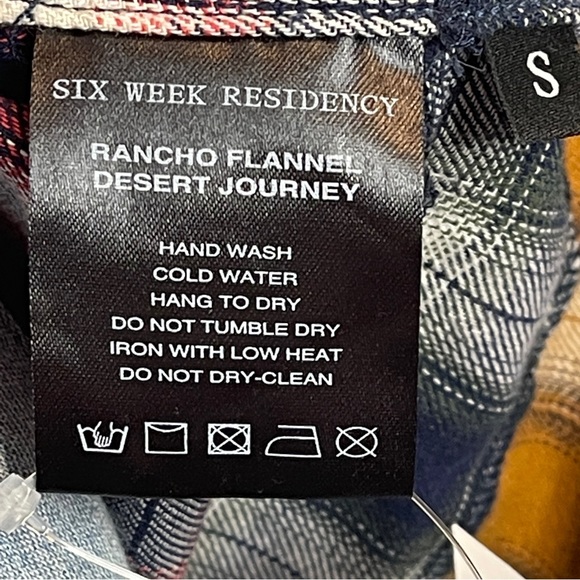 SIX WEEK RESIDENCY
S
RANCHO FLANNEL
DESERT JOURNEY
HAND WASH
COLD WATER
HANG TO DRY
DO NOT TUMBLE DRY
IRON WITH LOW HEAT
DO NOT DRY-CLEAN